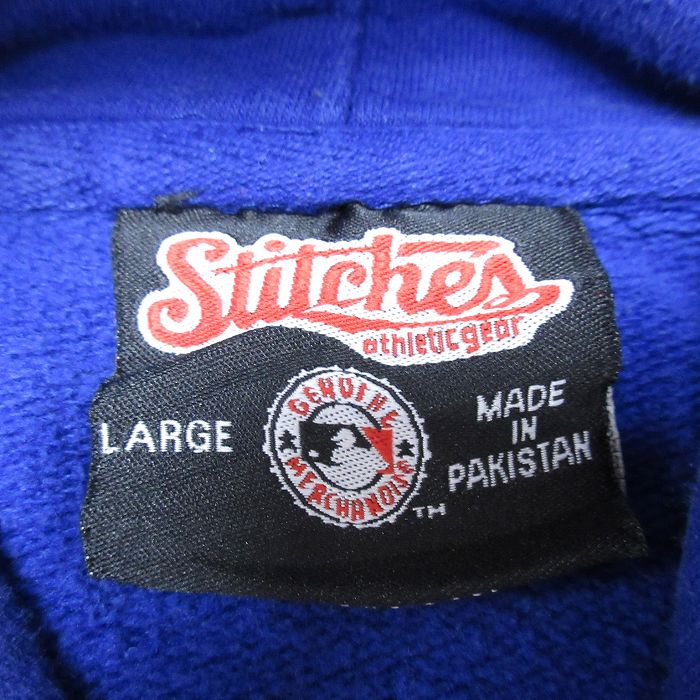 Stitches
athletic gear
LARGE
GENUINE
MERCHANDISE
TM
MADE
IN
PAKISTAN